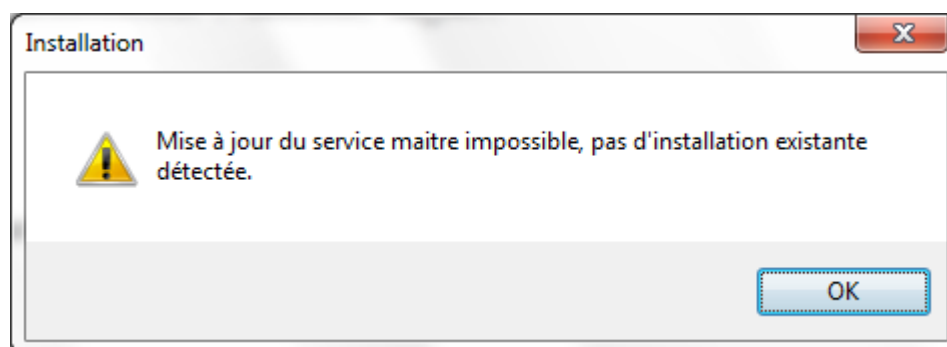 Installation
Mise à jour du service maitre impossible, pas d'installation existante
détectée.
OK